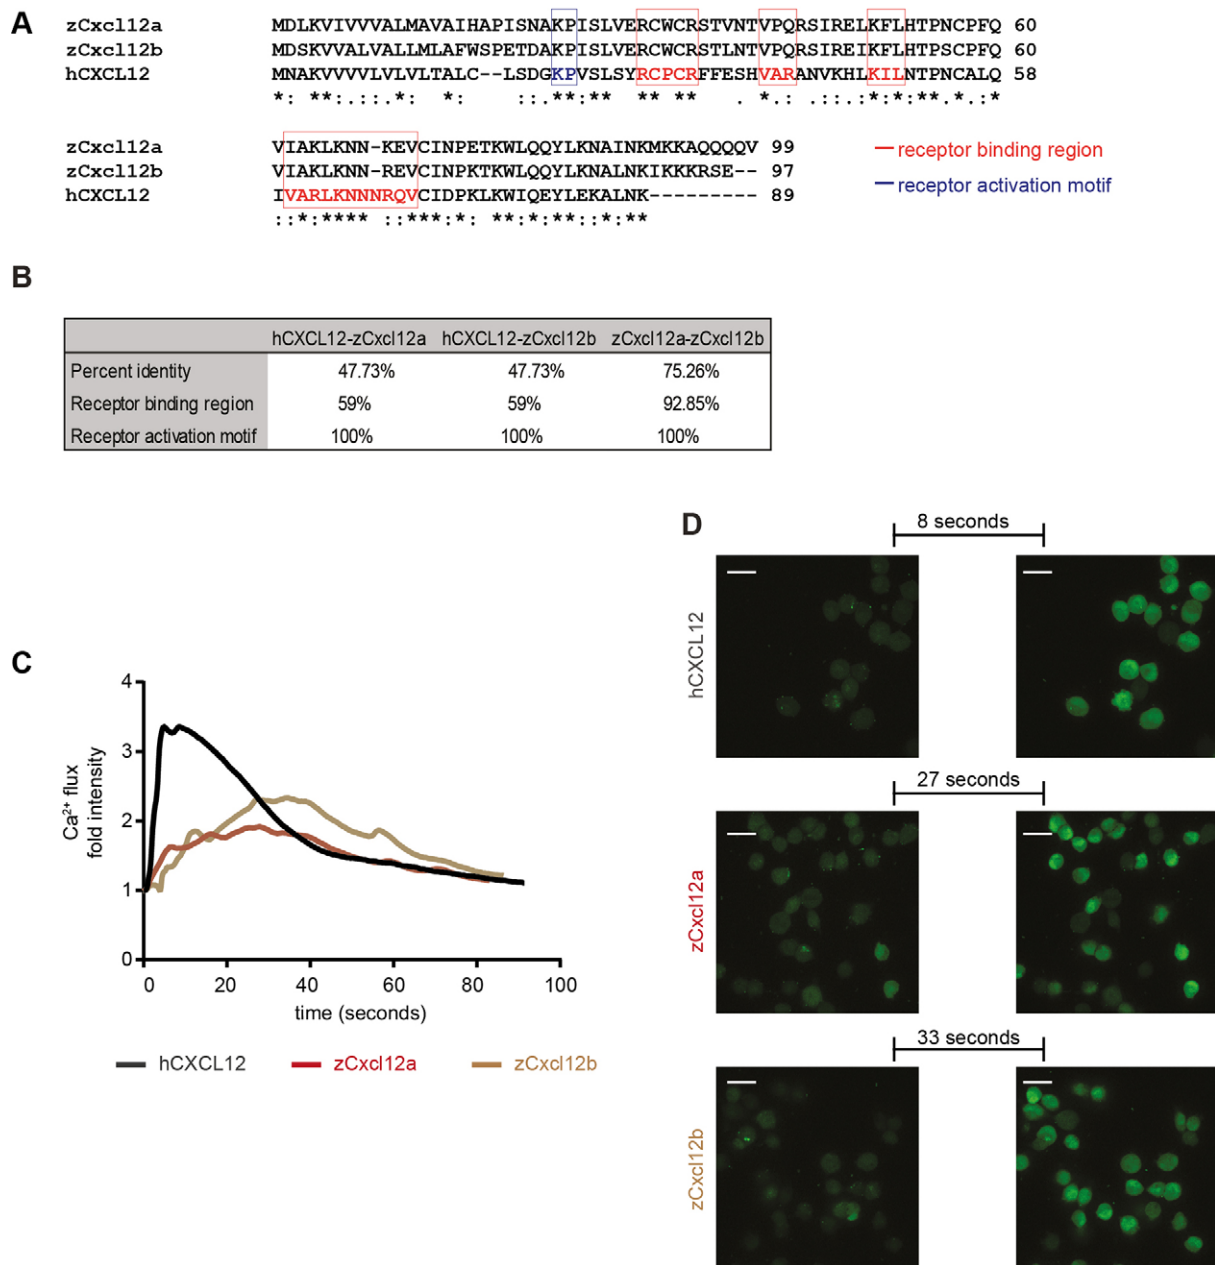 A
zCxcl12a MDLKVIVVVALMAVAIHAPISNAKPISLVERCWCRSTVNTVPQRSIRELKFLHTPNCPFQ 60
zCxcl12b MDSKVVALVALLMLAFWSPETDAKPISLVERCWCRSTLNTVPQRSIREIKFLHTPSCPFQ 60
hCXCL12 MNAKVVVVLVLVLTALC--LSDGKPVSLSYRCPCRFFESHVARANVKHLKILNTPNCALQ 58
*: **:.::.*: *: ::.**:** ** ** . *.: .::.:*:*:**.*.:*
zCxcl12a VIAKLKNN-KEVCINPETKWLQQYLKNAINKMKKAQQQQV 99
zCxcl12b VIAKLKNN-REVCINPKTKWLQQYLKNALNKIKKKRSE-- 97
hCXCL12 IVARLKNNNRQVCIDPKLKWIQEYLEKALNK--------- 89
::*:**** ::***:*: **:*:**::*:**
receptor binding region
receptor activation motif
B
hCXCL12-zCxcl12a hCXCL12-zCxcl12b zCxcl12a-zCxcl12b
Percent identity 47.73% 47.73% 75.26%
Receptor binding region 59% 59% 92.85%
Receptor activation motif 100% 100% 100%
C
Ca²⁺ flux
fold intensity
4
3
2
1
0
0 20 40 60 80 100
time (seconds)
hCXCL12 zCxcl12a zCxcl12b
D
8 seconds
hCXCL12
27 seconds
zCxcl12a
33 seconds
zCxcl12b